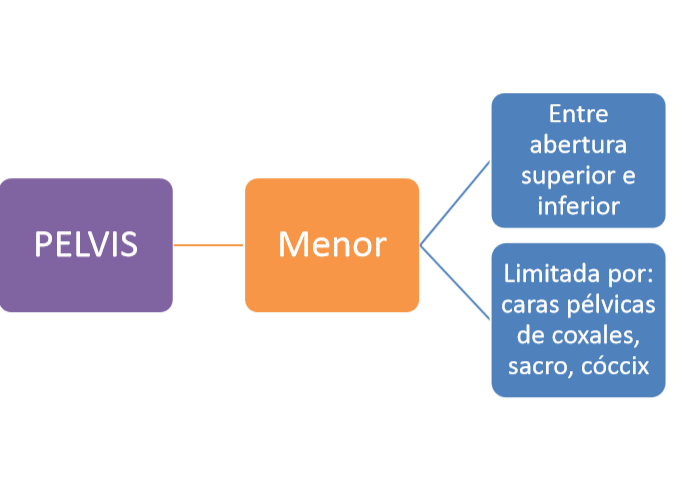 PELVIS
Menor
Entre
abertura
superior e
inferior
Limitada por:
caras pélvicas
de coxales,
sacro, cóccix